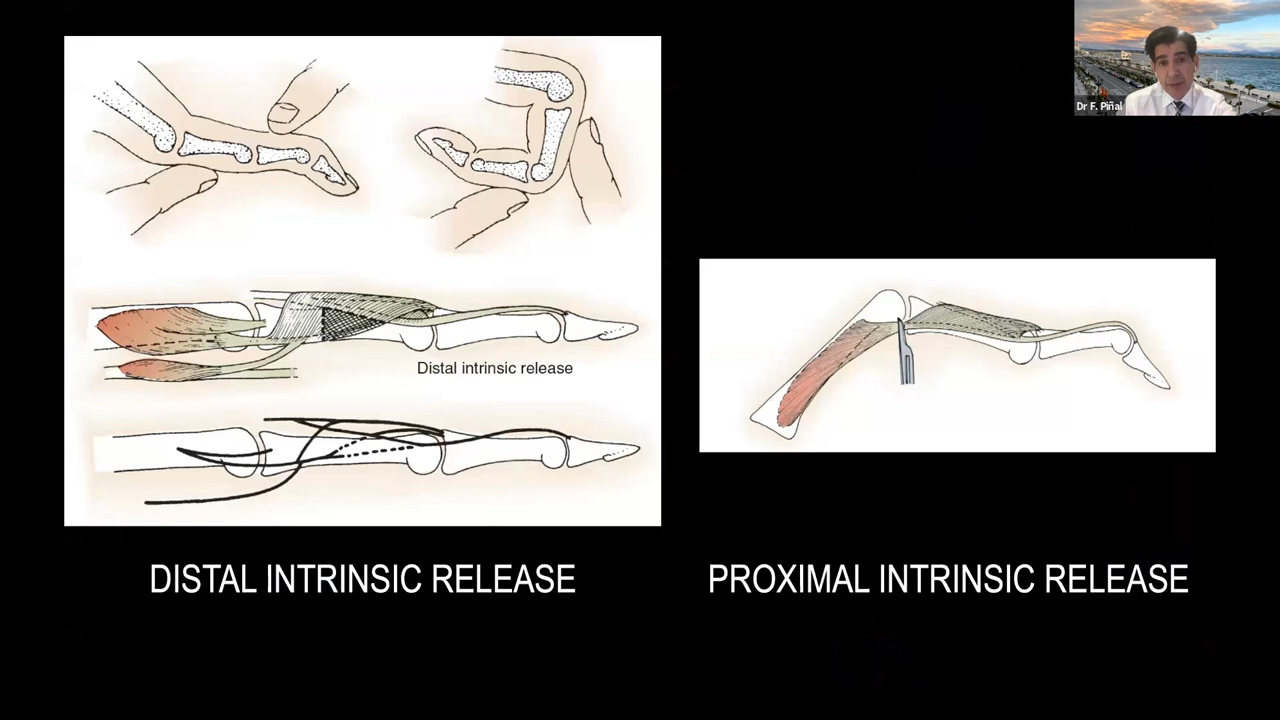 Dr F. Piñal
Distal intrinsic release
DISTAL INTRINSIC RELEASE
PROXIMAL INTRINSIC RELEASE